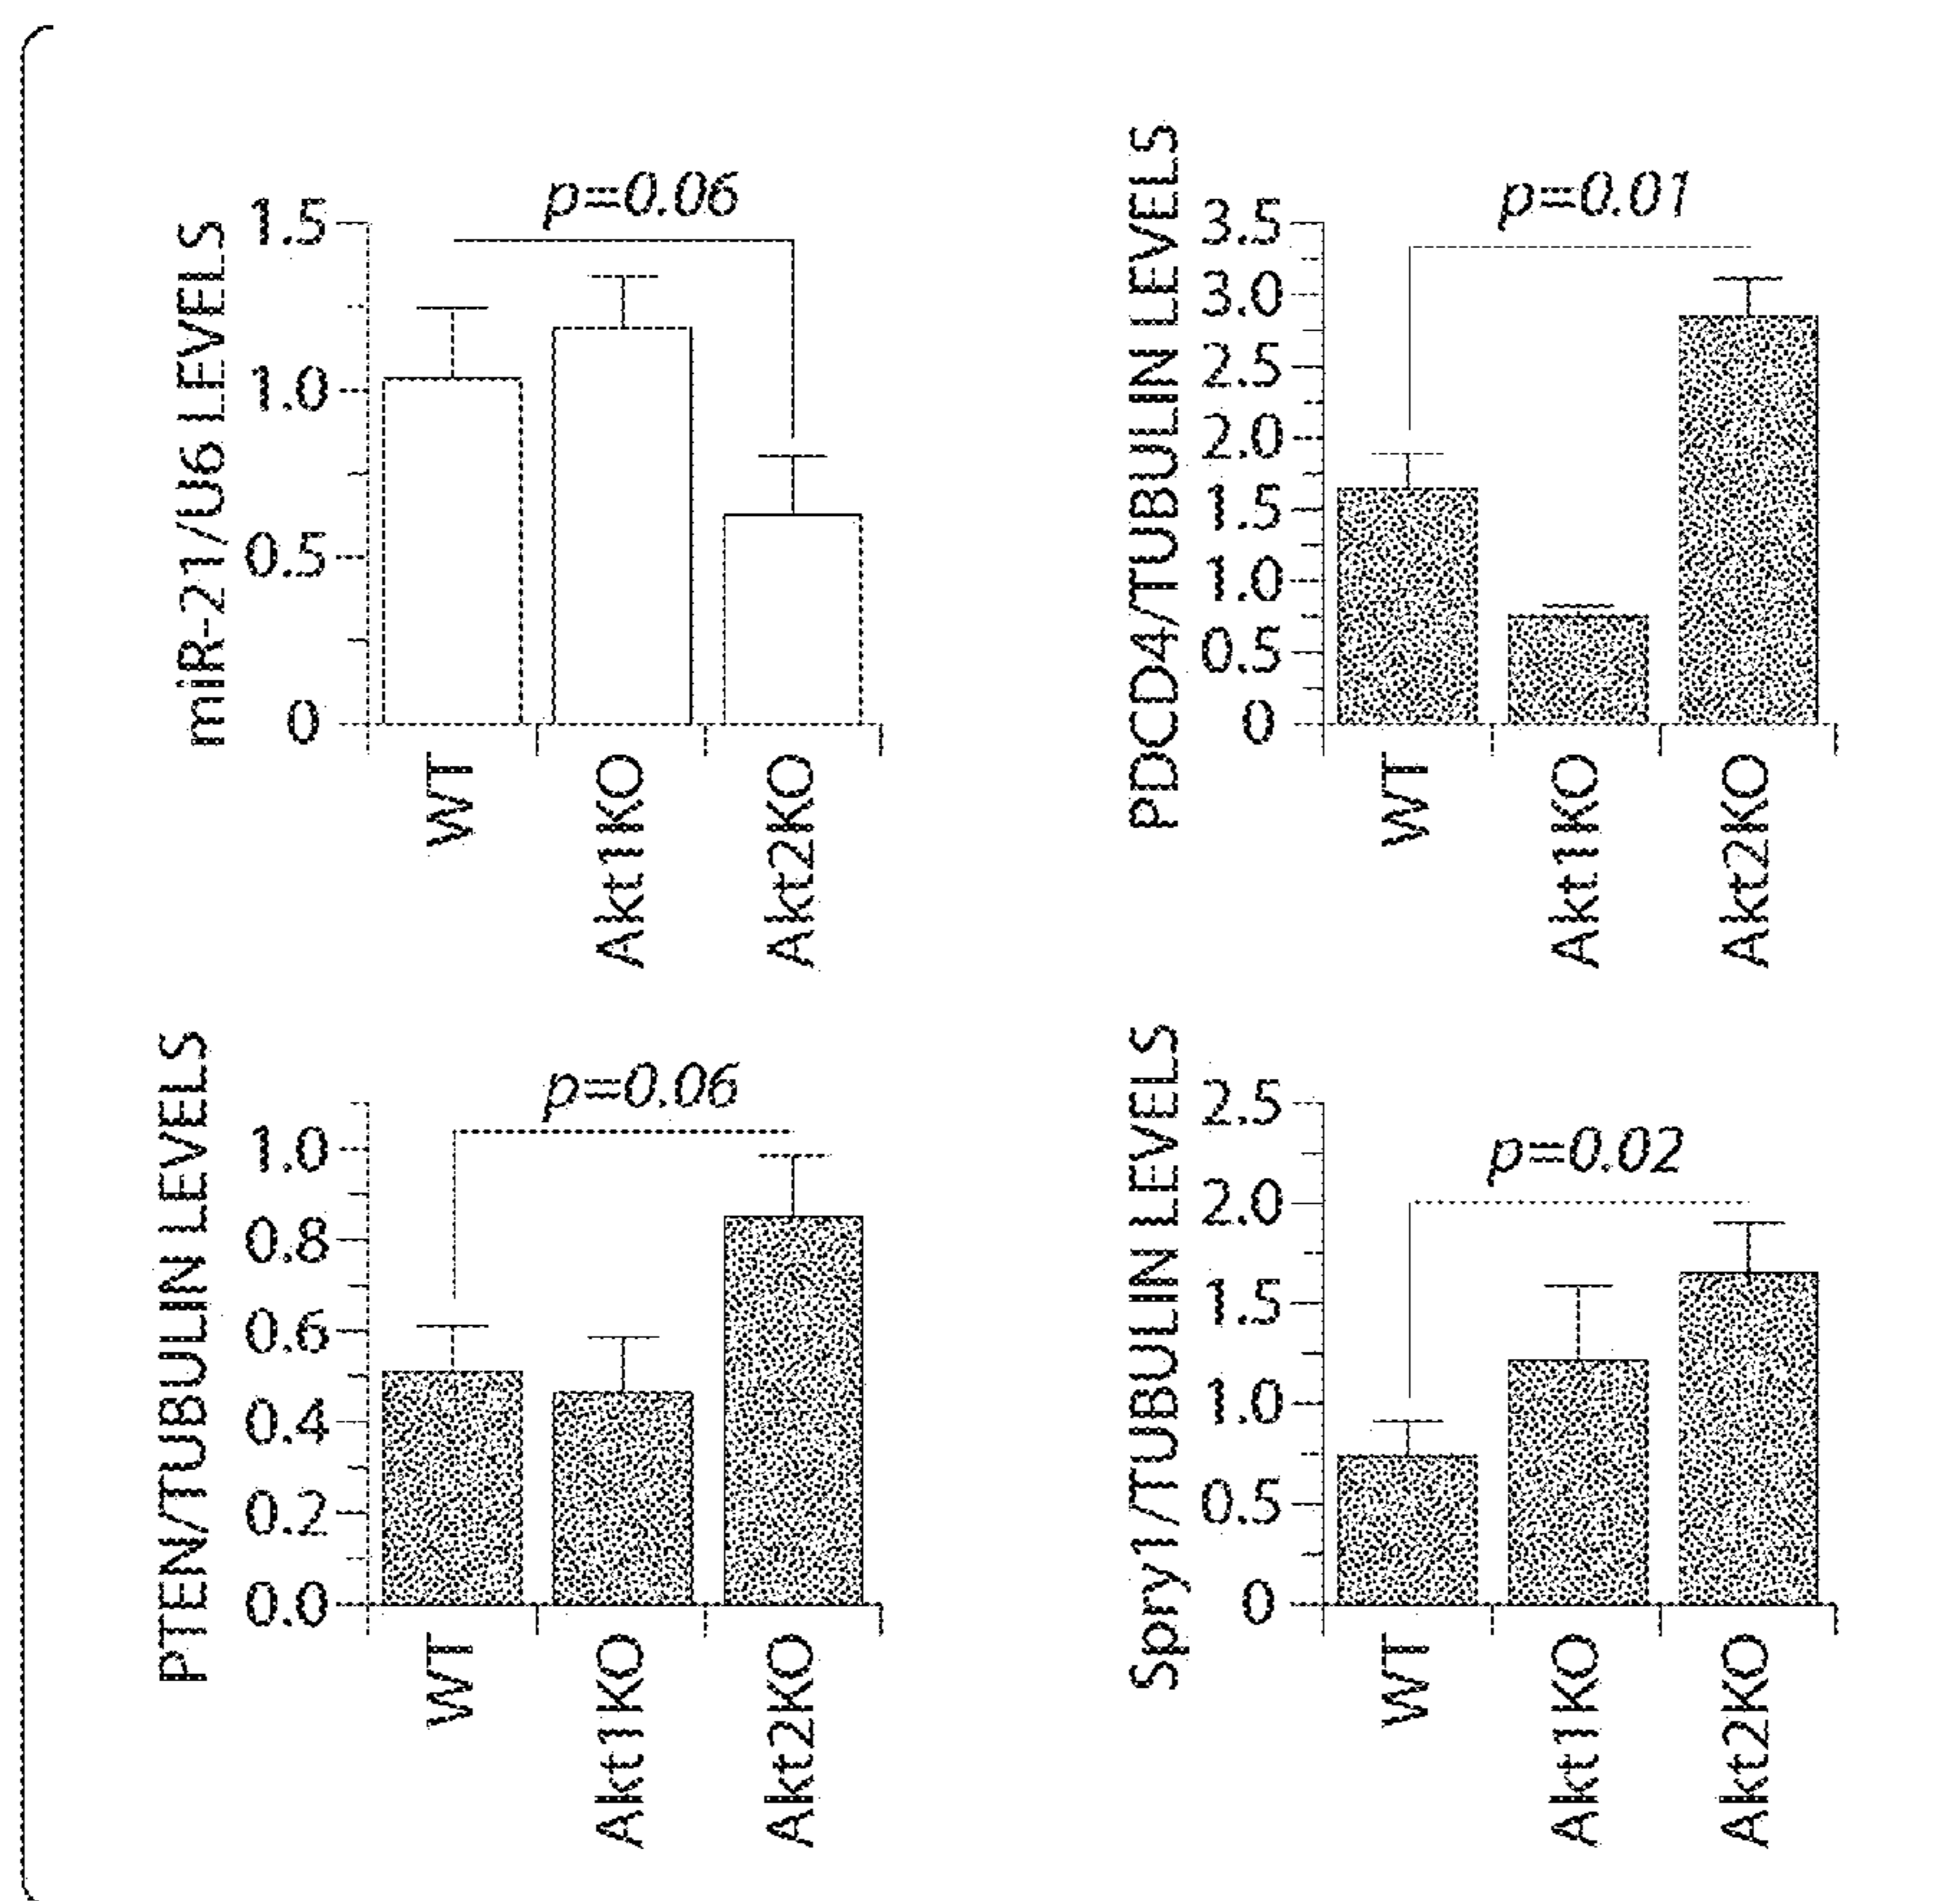 miR-21/U6 LEVELS
p=0.06
1.5
1.0
0.5
0
WT
Akt1KO
Akt2KO
PDCD4/TUBULIN LEVELS
p=0.01
3.5
3.0
2.5
2.0
1.5
1.0
0.5
0
WT
Akt1KO
Akt2KO
PTEN/TUBULIN LEVELS
p=0.06
1.0
0.8
0.6
0.4
0.2
0.0
WT
Akt1KO
Akt2KO
Spry1/TUBULIN LEVELS
p=0.02
2.5
2.0
1.5
1.0
0.5
0
WT
Akt1KO
Akt2KO